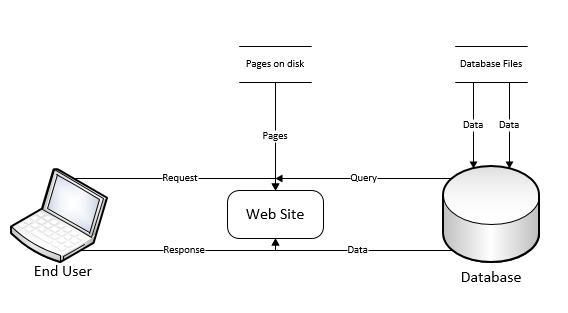 Pages on disk
Database Files
Pages
Data
Data
Request
Query
Web Site
Response
Data
End User
Database